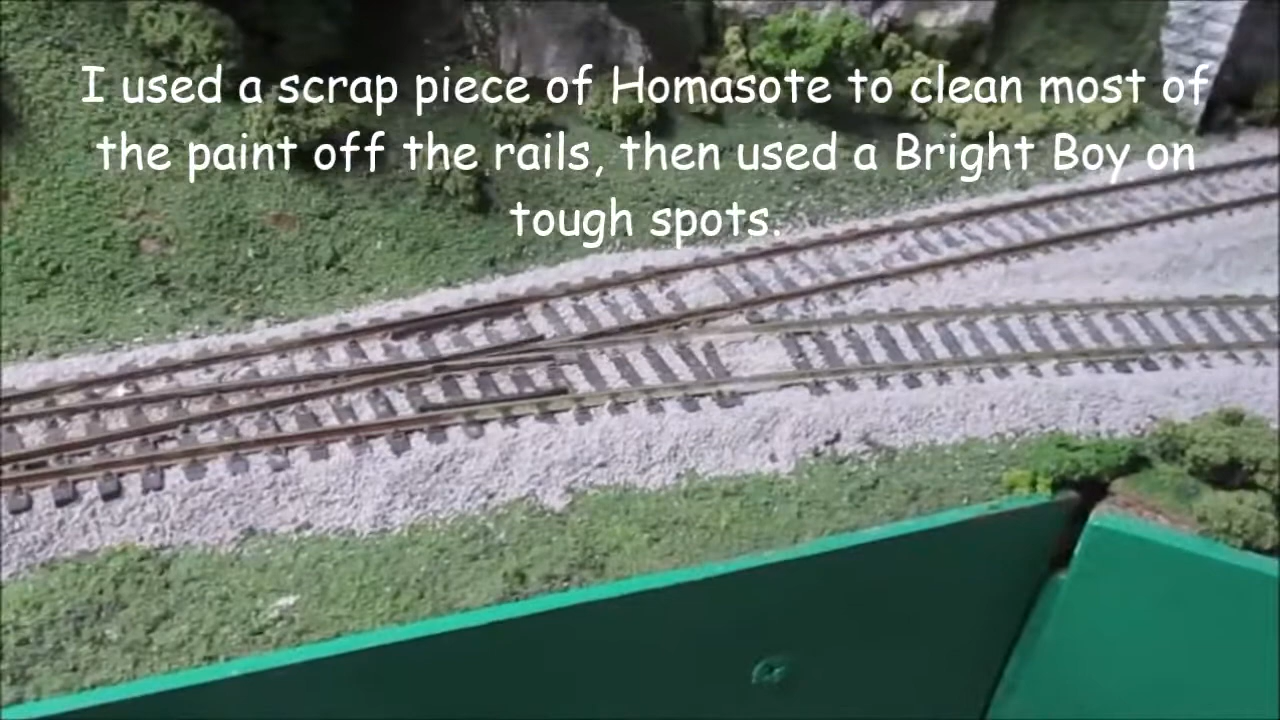 I used a scrap piece of Homasote to clean most of
the paint off the rails, then used a Bright Boy on
tough spots.